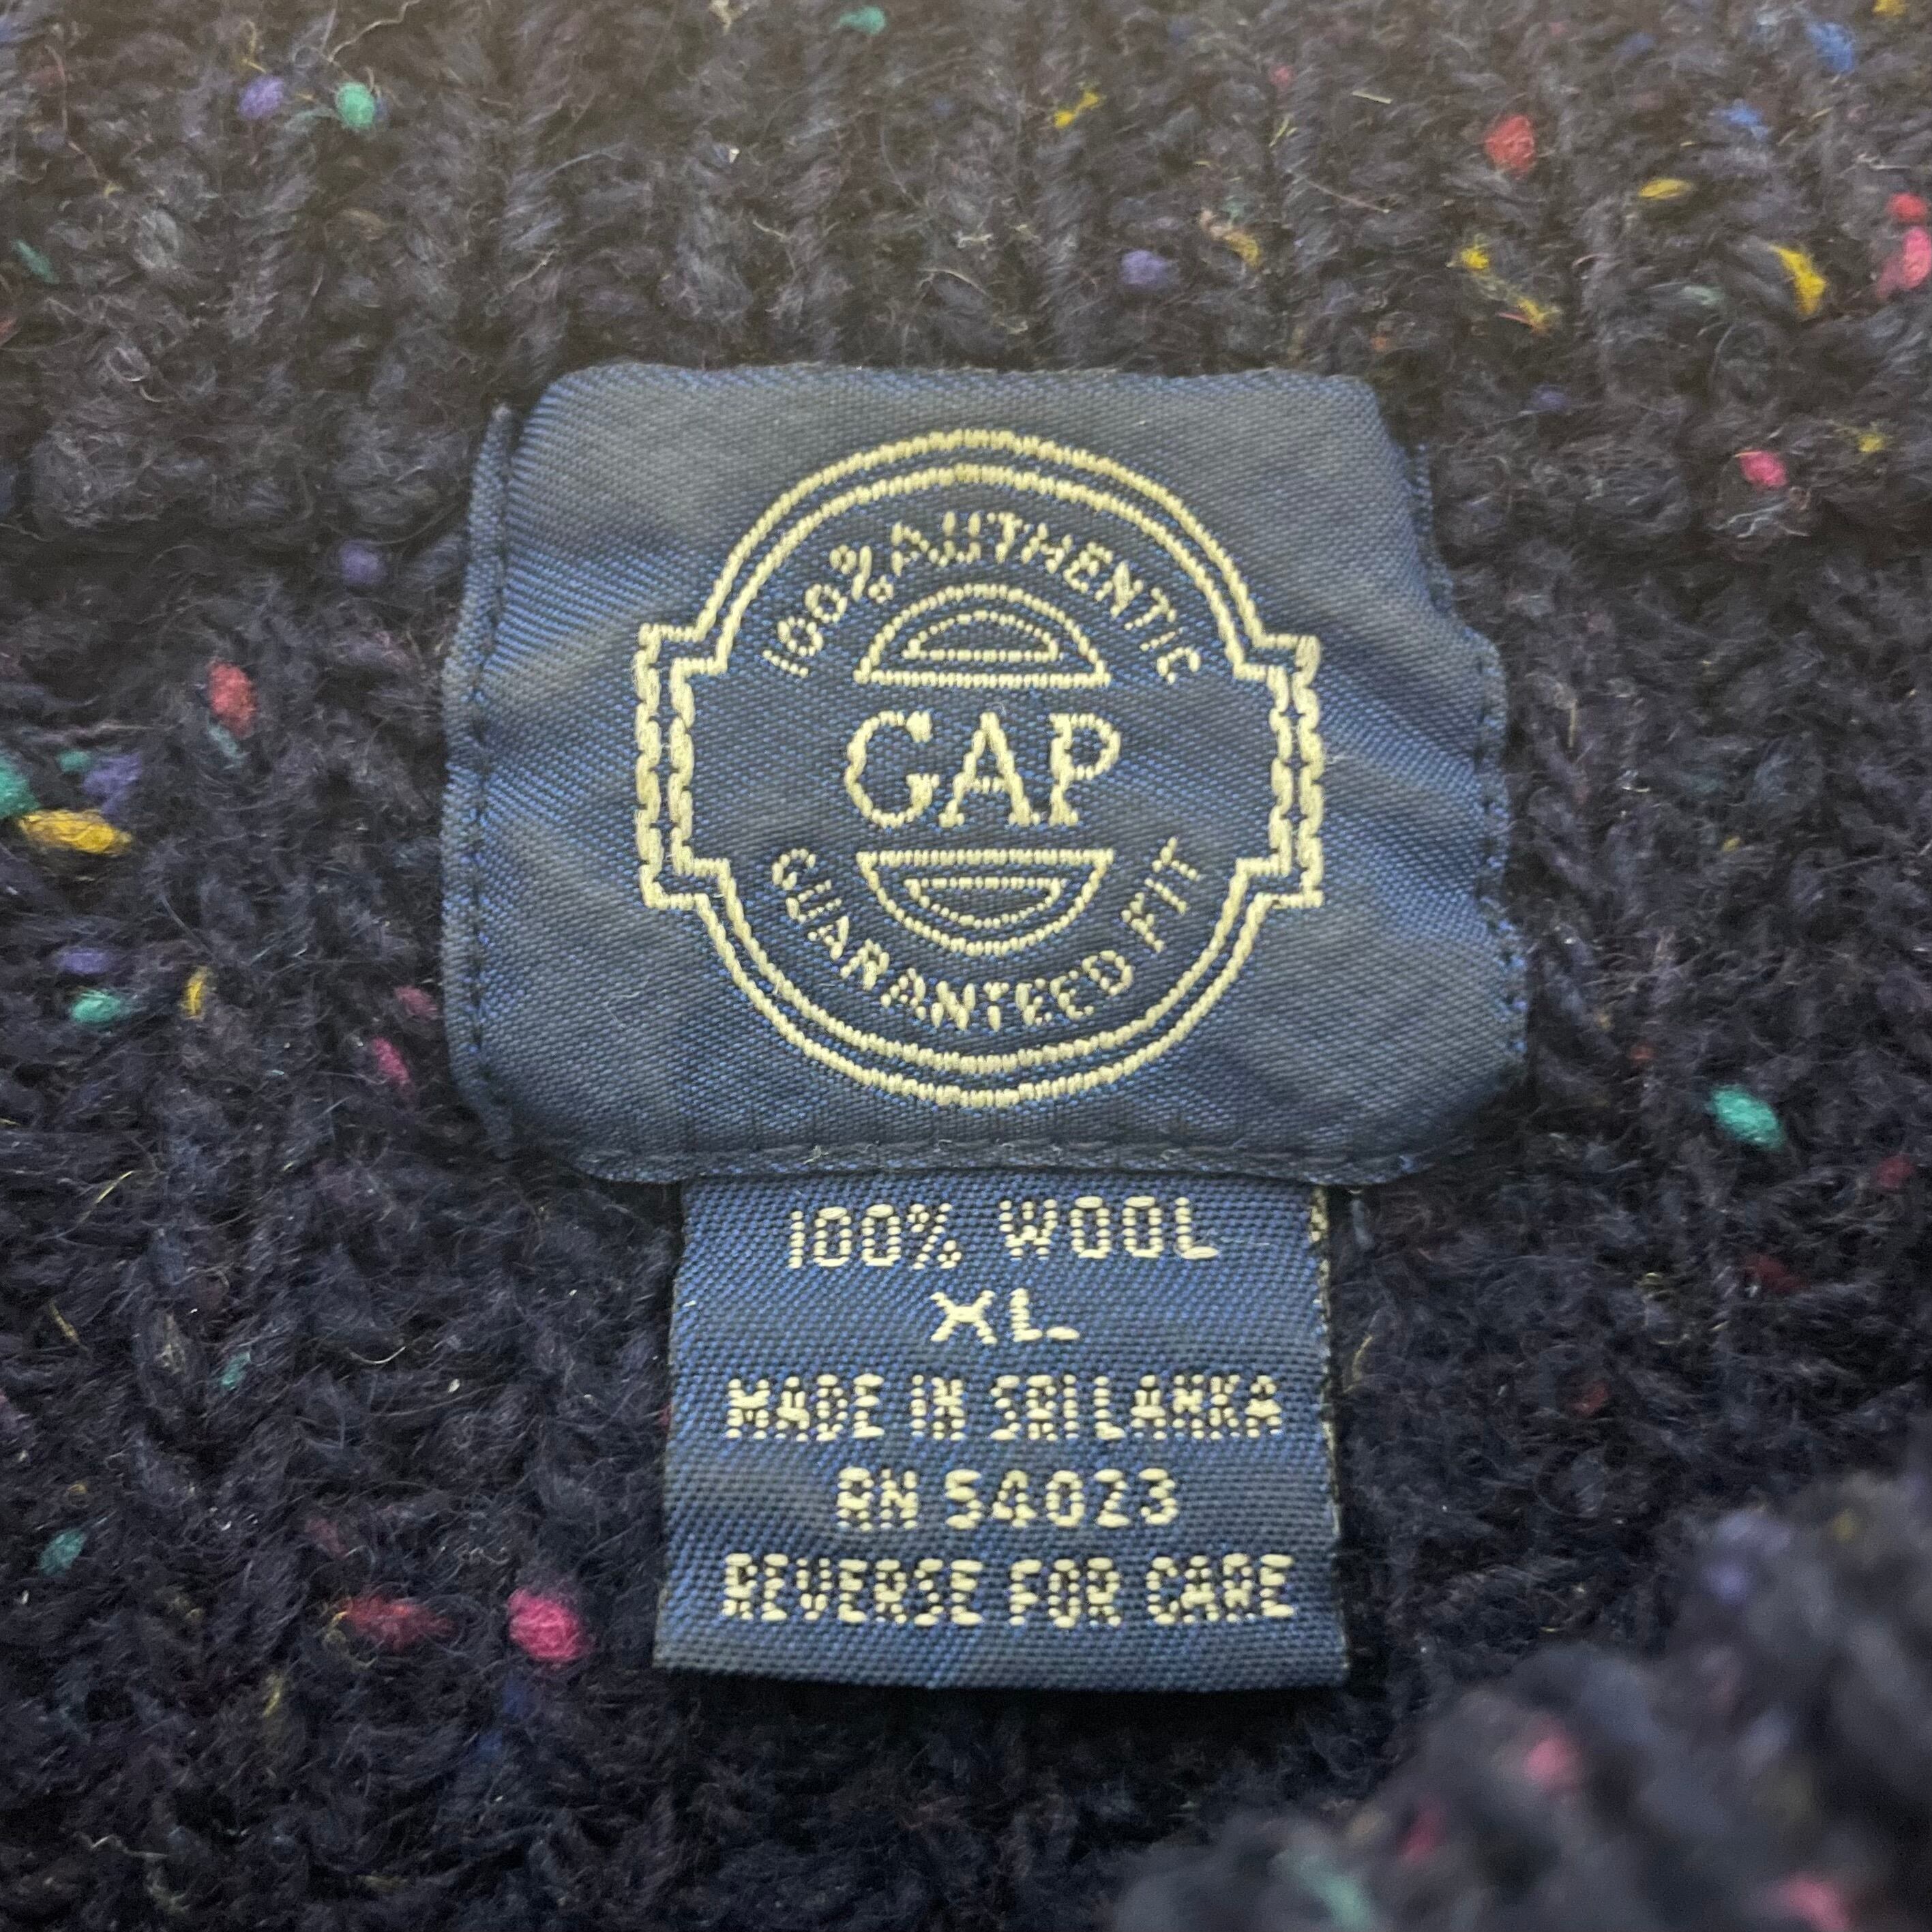 100% AUTHENTIC
GAP
GUARANTEED FIT
100% WOOL
XL
MADE IN SRI LANKA
RN 54023
REVERSE FOR CARE